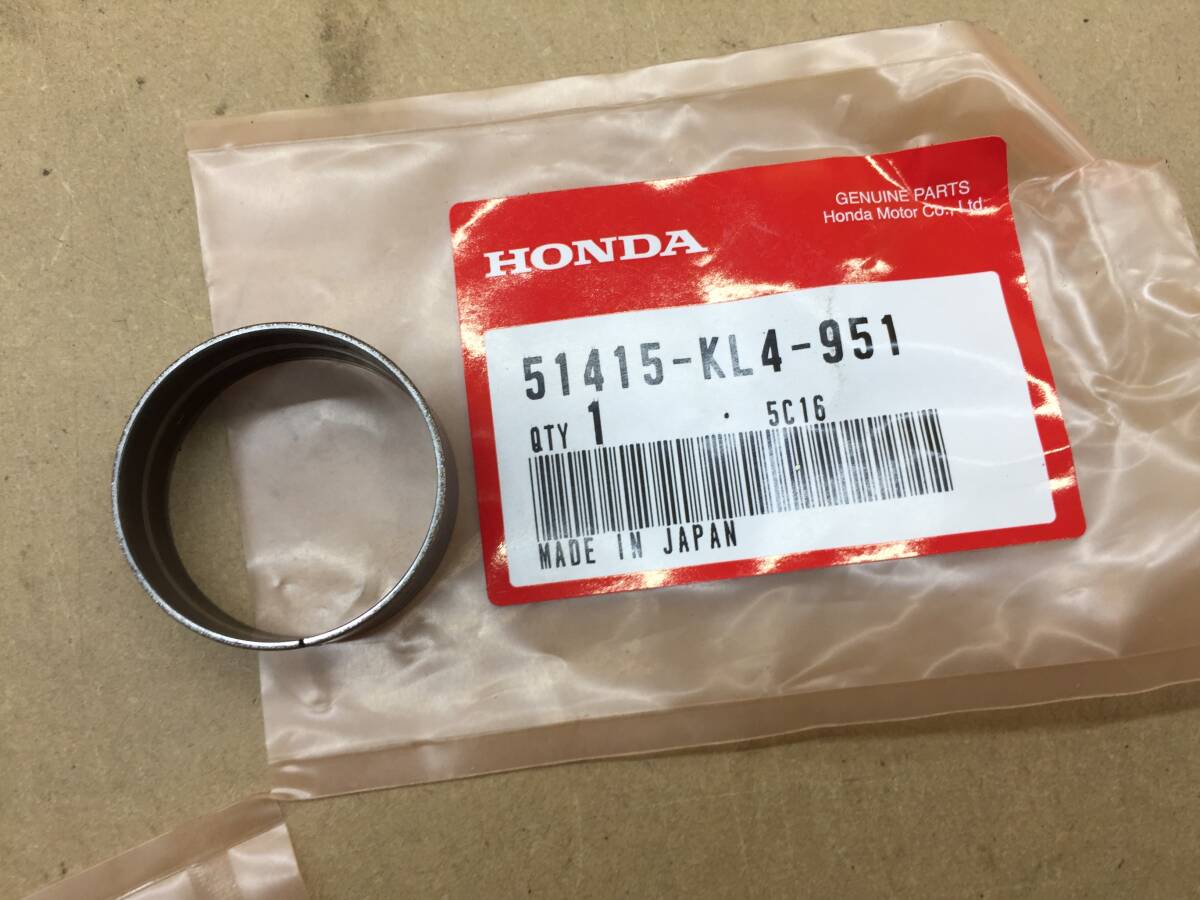 GENUINE PARTS
Honda Motor Co., Ltd.
HONDA
51415-KL4-951
QTY 1 5C16
MADE IN JAPAN